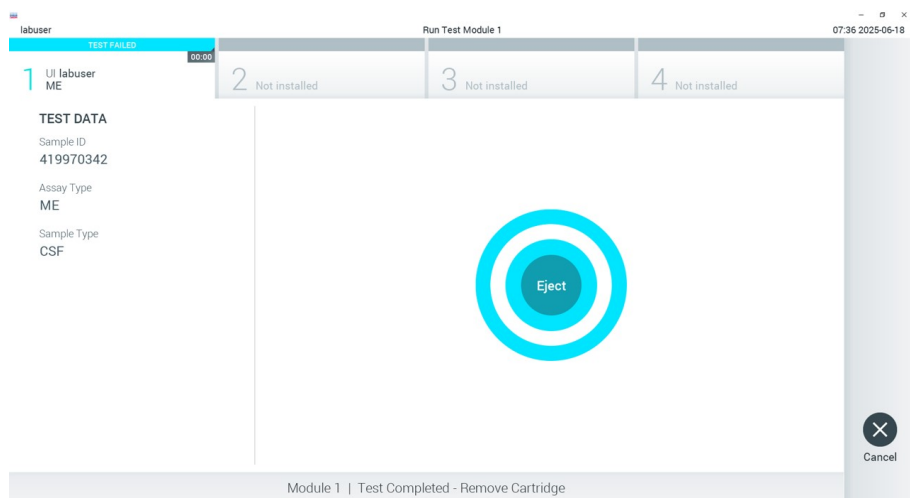 labuser
Run Test Module 1
07:36 2025-06-18
TEST FAILED
00:00
1 UI labuser
ME
2 Not installed
3 Not installed
4 Not installed
TEST DATA
Sample ID
419970342
Assay Type
ME
Sample Type
CSF
Eject
Cancel
Module 1 | Test Completed - Remove Cartridge